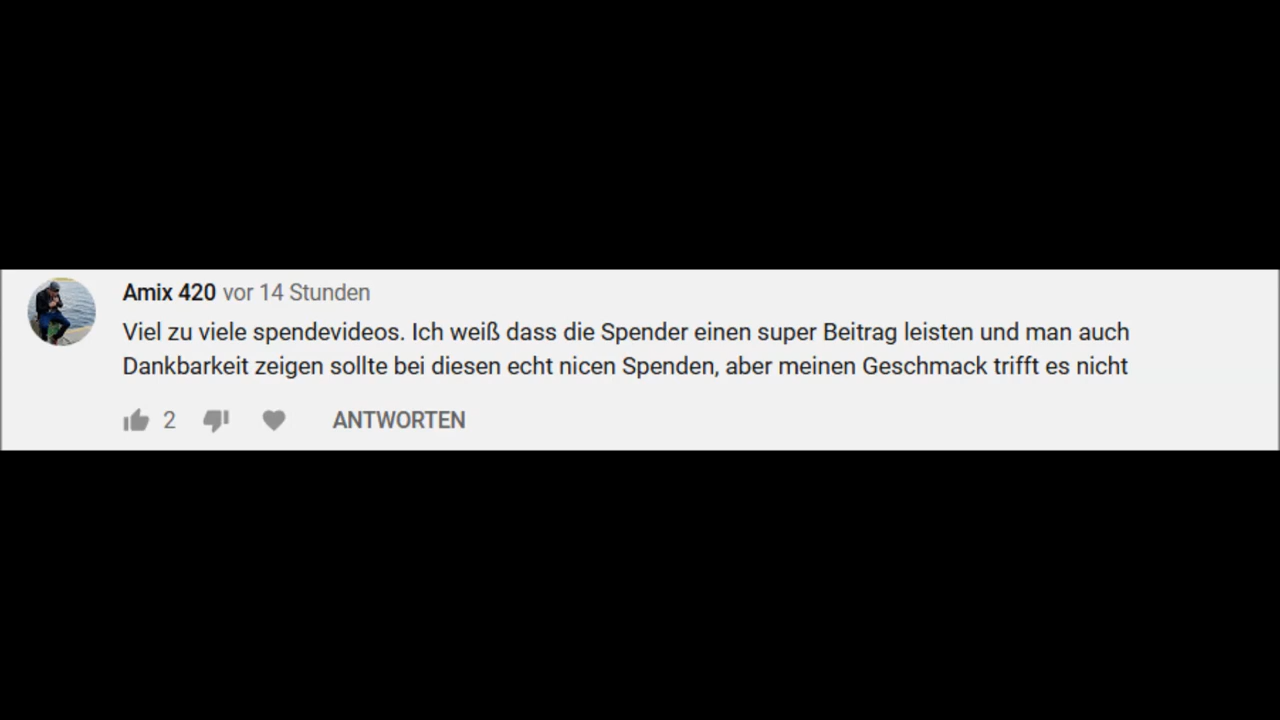 Amix 420 vor 14 Stunden
Viel zu viele spendevideos. Ich weiß dass die Spender einen super Beitrag leisten und man auch
Dankbarkeit zeigen sollte bei diesen echt nicen Spenden, aber meinen Geschmack trifft es nicht
2 ANTWORTEN